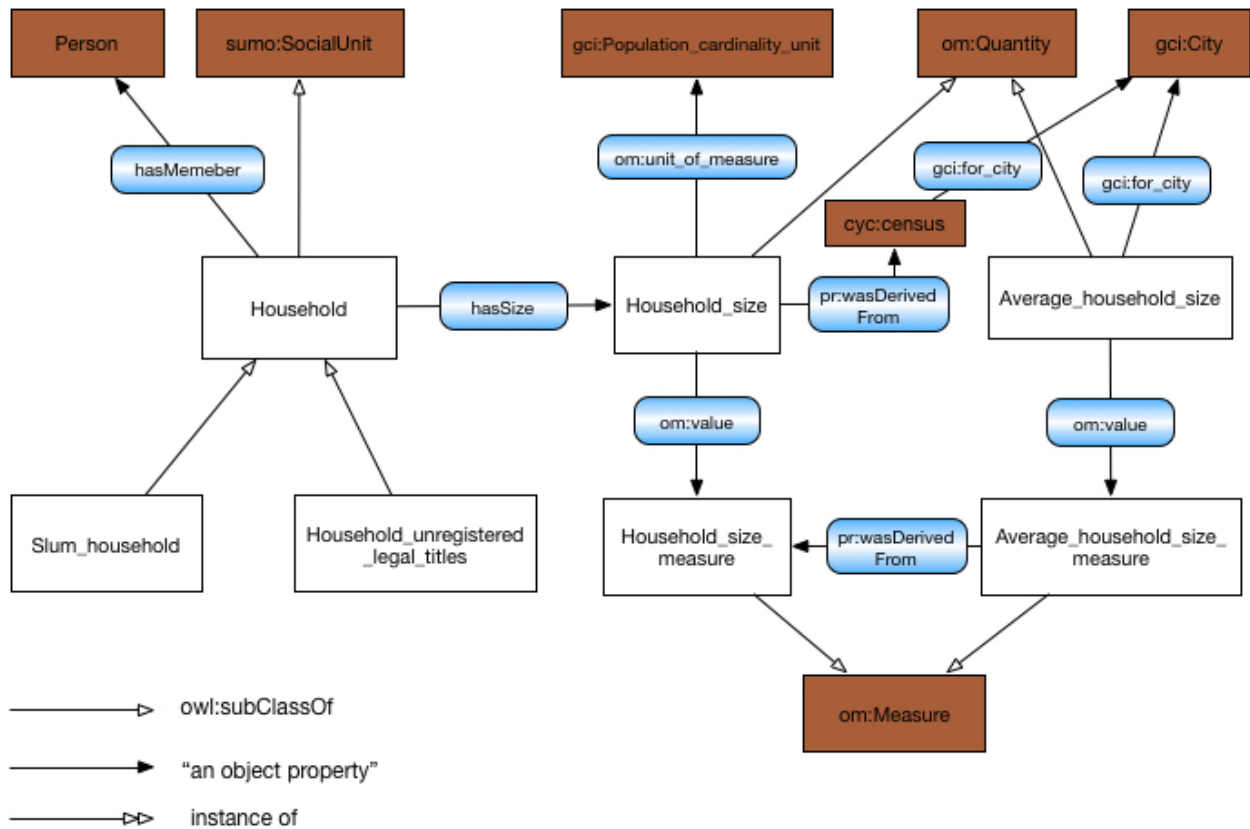 Person
sumo:SocialUnit
gci:Population_cardinality_unit
om:Quantity
gci:City
hasMemeber
om:unit_of_measure
gci:for_city
gci:for_city
cyc:census
Household
hasSize
Household_size
pr:wasDerived
From
Average_household_size
om:value
om:value
Slum_household
Household_unregistered
_legal_titles
Household_size_
measure
pr:wasDerived
From
Average_household_size_
measure
om:Measure
owl:subClassOf
“an object property”
instance of